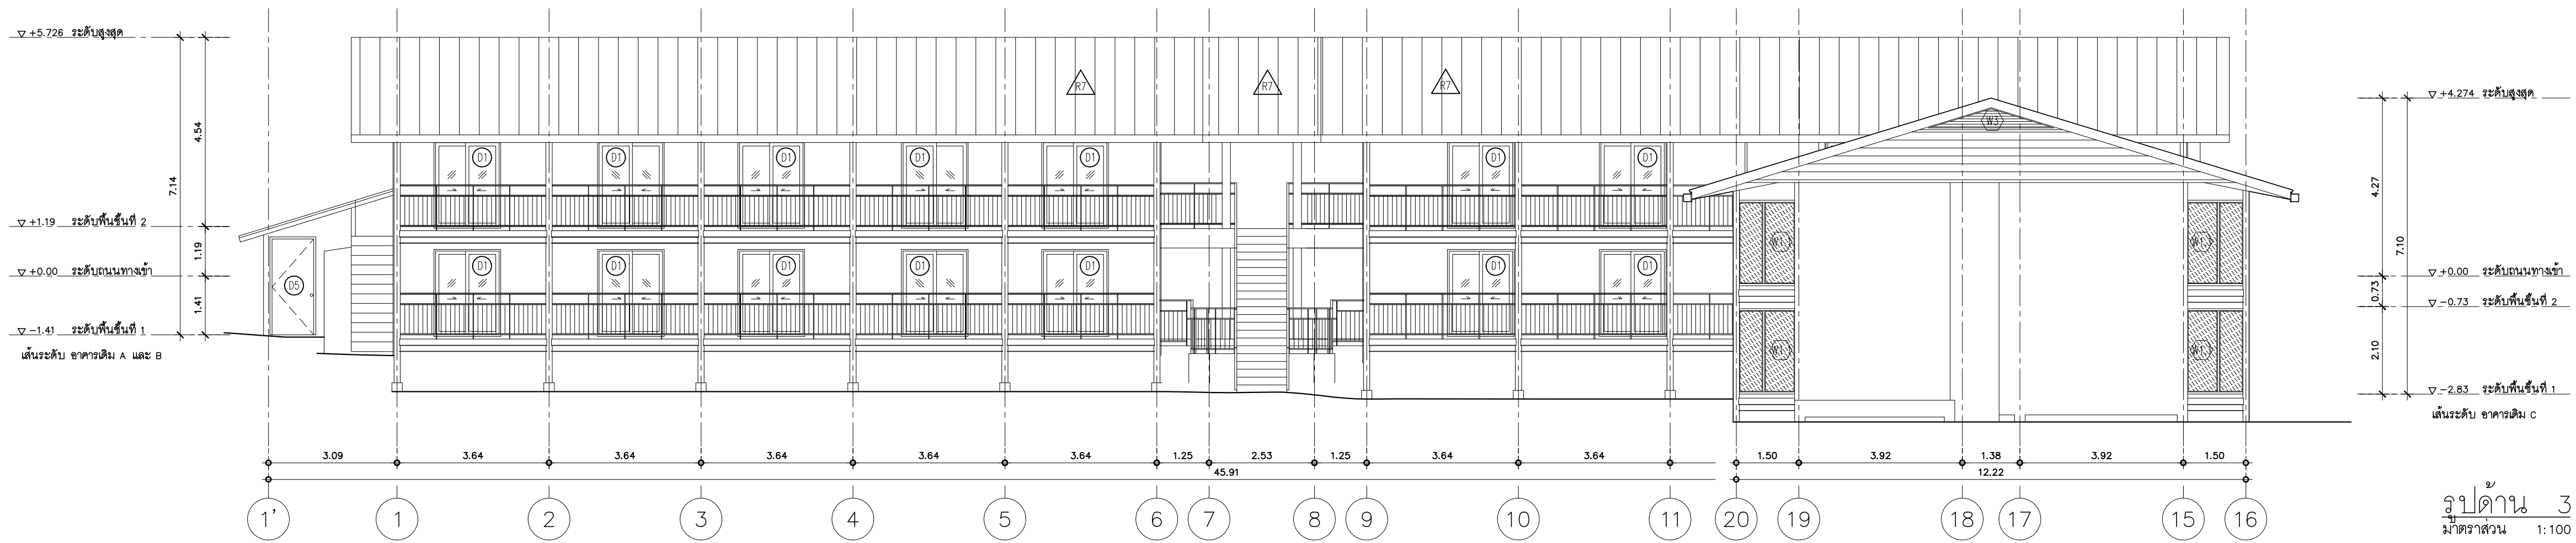 +5.726 ระดับสูงสุด
7.14
4.54
1.19
1.41
+1.19 ระดับพื้นชั้นที่ 2
+0.00 ระดับถนนทางเข้า
-1.41 ระดับพื้นชั้นที่ 1
เส้นระดับ อาคารเดิม A และ B
R7 R7 R7
W3
D1 D1 D1 D1 D1 D1 D1
D5
D1 D1 D1 D1 D1 D1 D1
W1.1 W1.1
W1.1 W1.1
+4.274 ระดับสูงสุด
4.27
7.10
0.73
2.10
+0.00 ระดับถนนทางเข้า
-0.73 ระดับพื้นชั้นที่ 2
-2.83 ระดับพื้นชั้นที่ 1
เส้นระดับ อาคารเดิม C
3.09 3.64 3.64 3.64 3.64 3.64 1.25 2.53 1.25 3.64 3.64 1.50 3.92 1.38 3.92 1.50
45.91 12.22
1' 1 2 3 4 5 6 7 8 9 10 11 20 19 18 17 15 16
รูปด้าน 3
มาตราส่วน 1:100